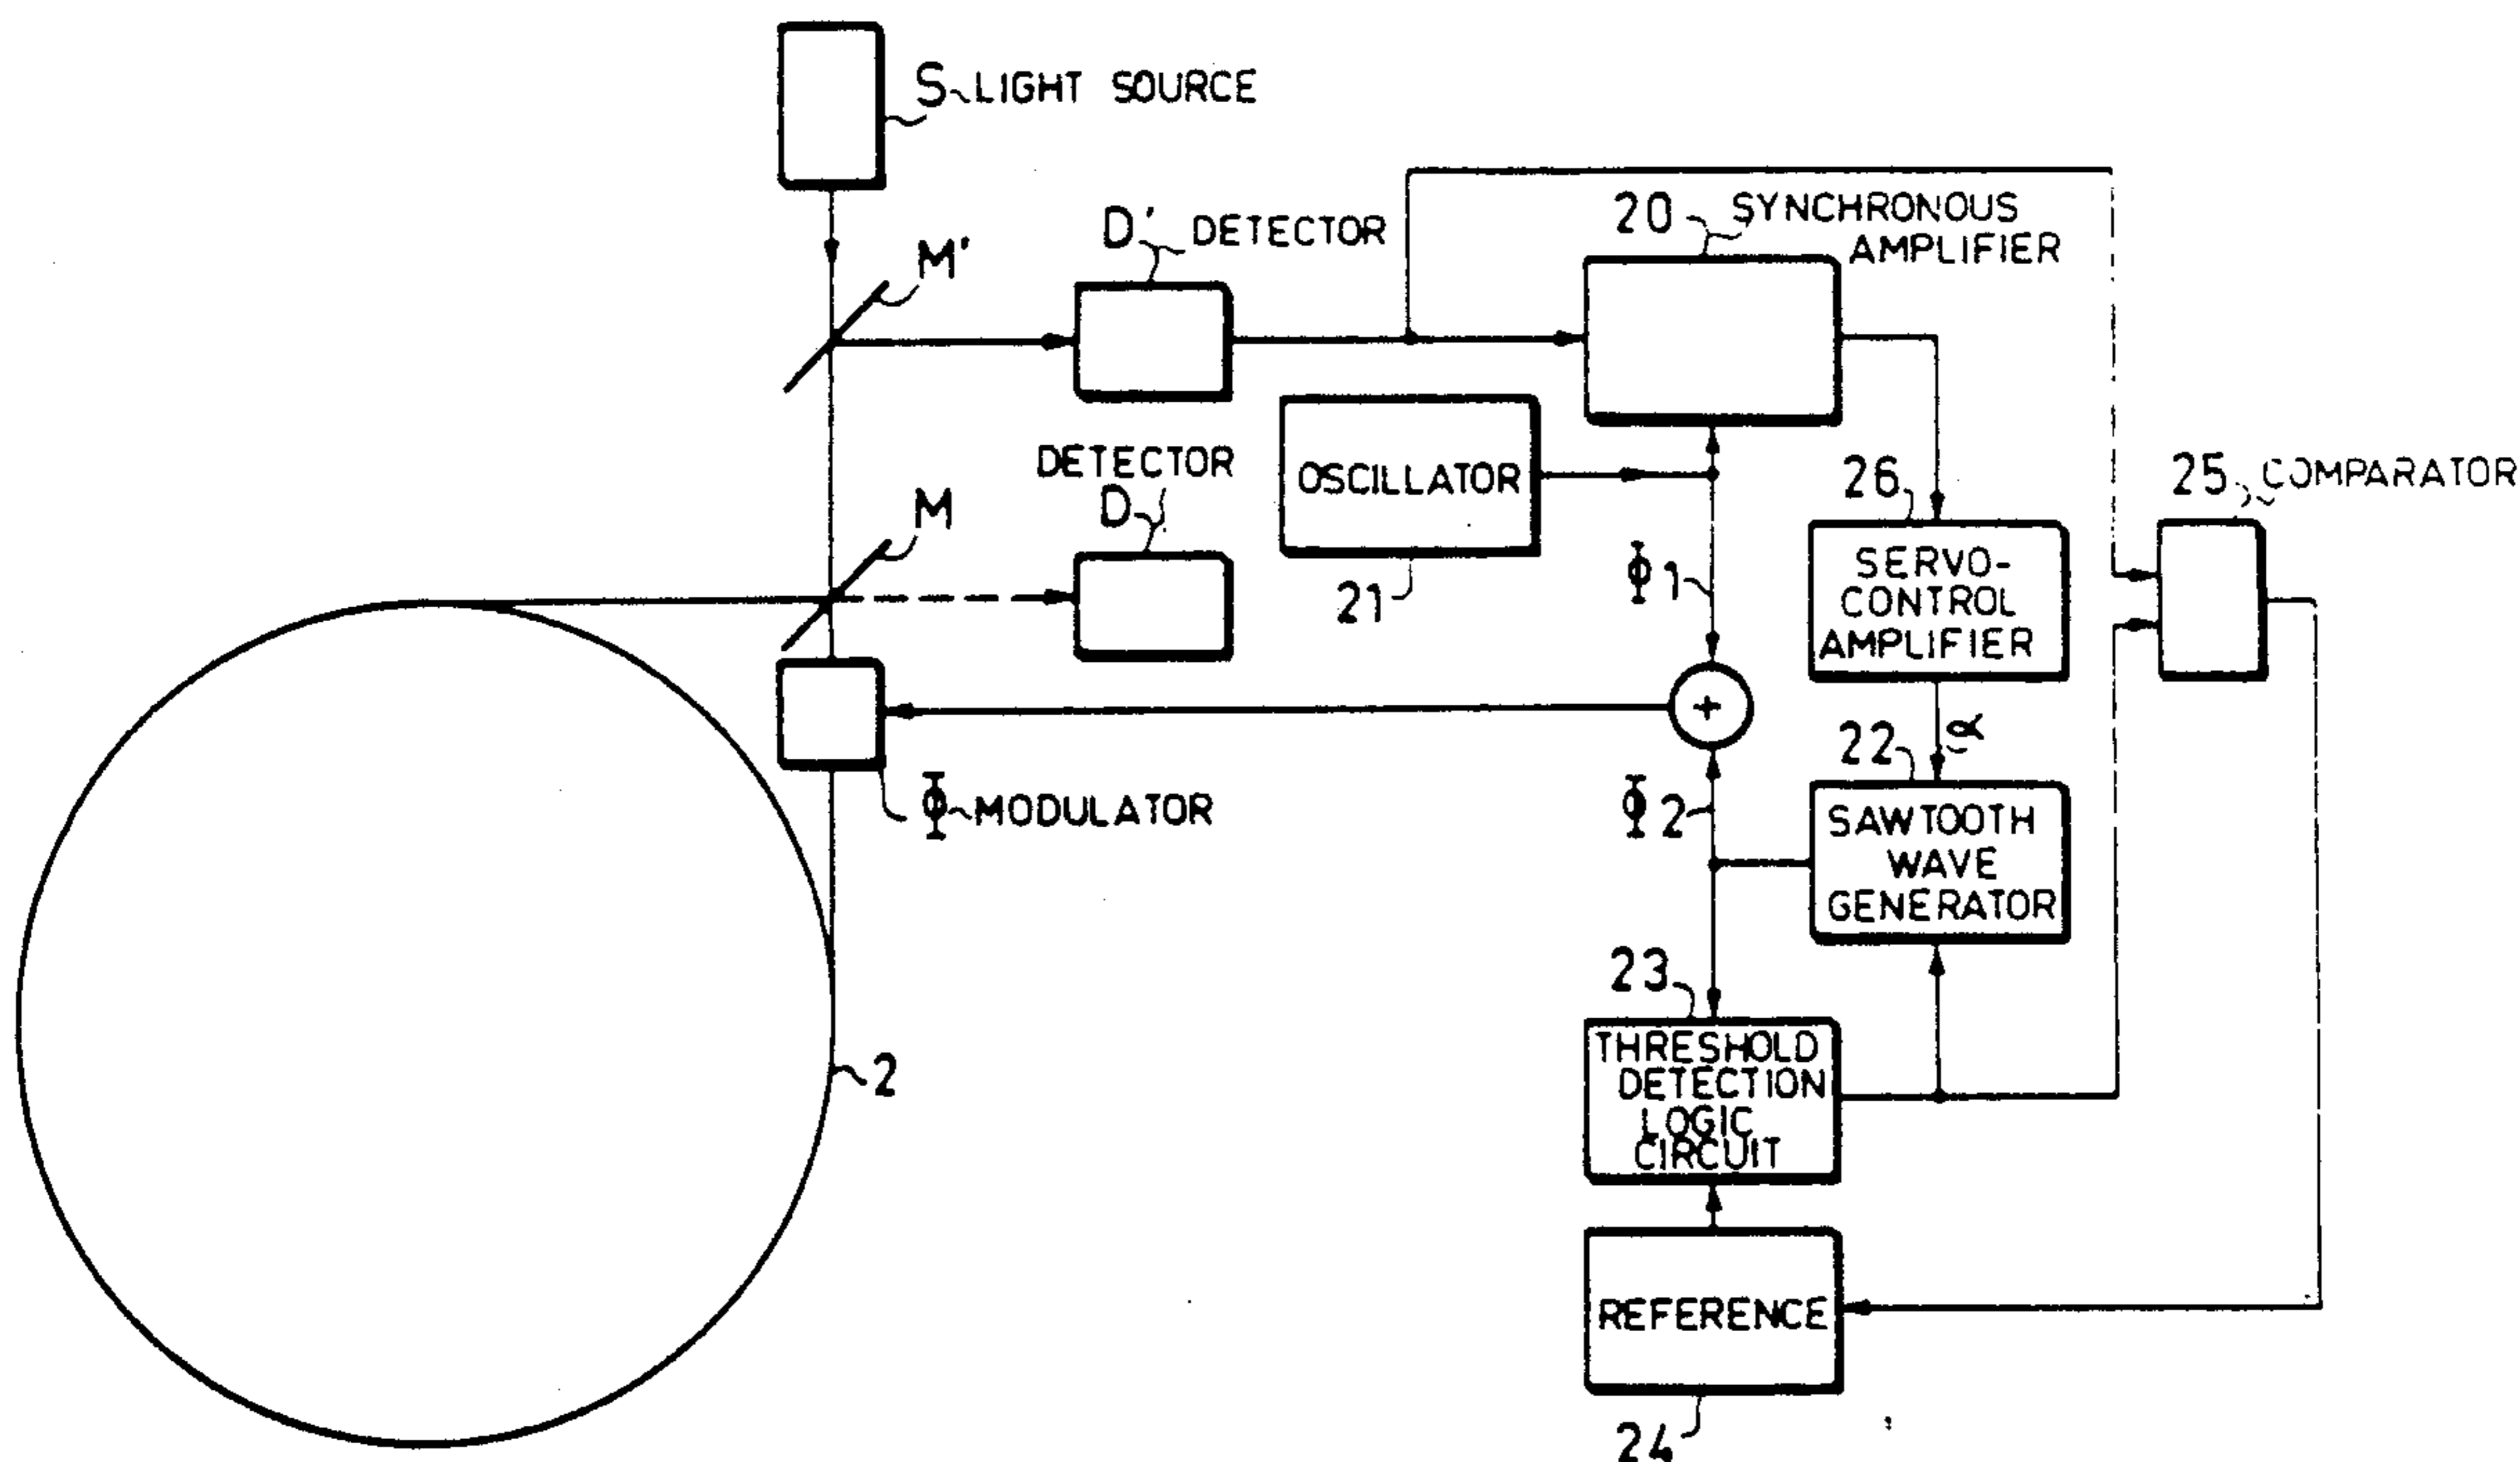 S LIGHT SOURCE
M'
D' DETECTOR
20 SYNCHRONOUS
AMPLIFIER
DETECTOR
D
M
OSCILLATOR
21
Φ1
26
SERVO-
CONTROL
AMPLIFIER
25 COMPARATOR
+
α
22
SAWTOOTH
WAVE
GENERATOR
Φ MODULATOR
Φ2
23
THRESHOLD
DETECTION
LOGIC
CIRCUIT
2
REFERENCE
24